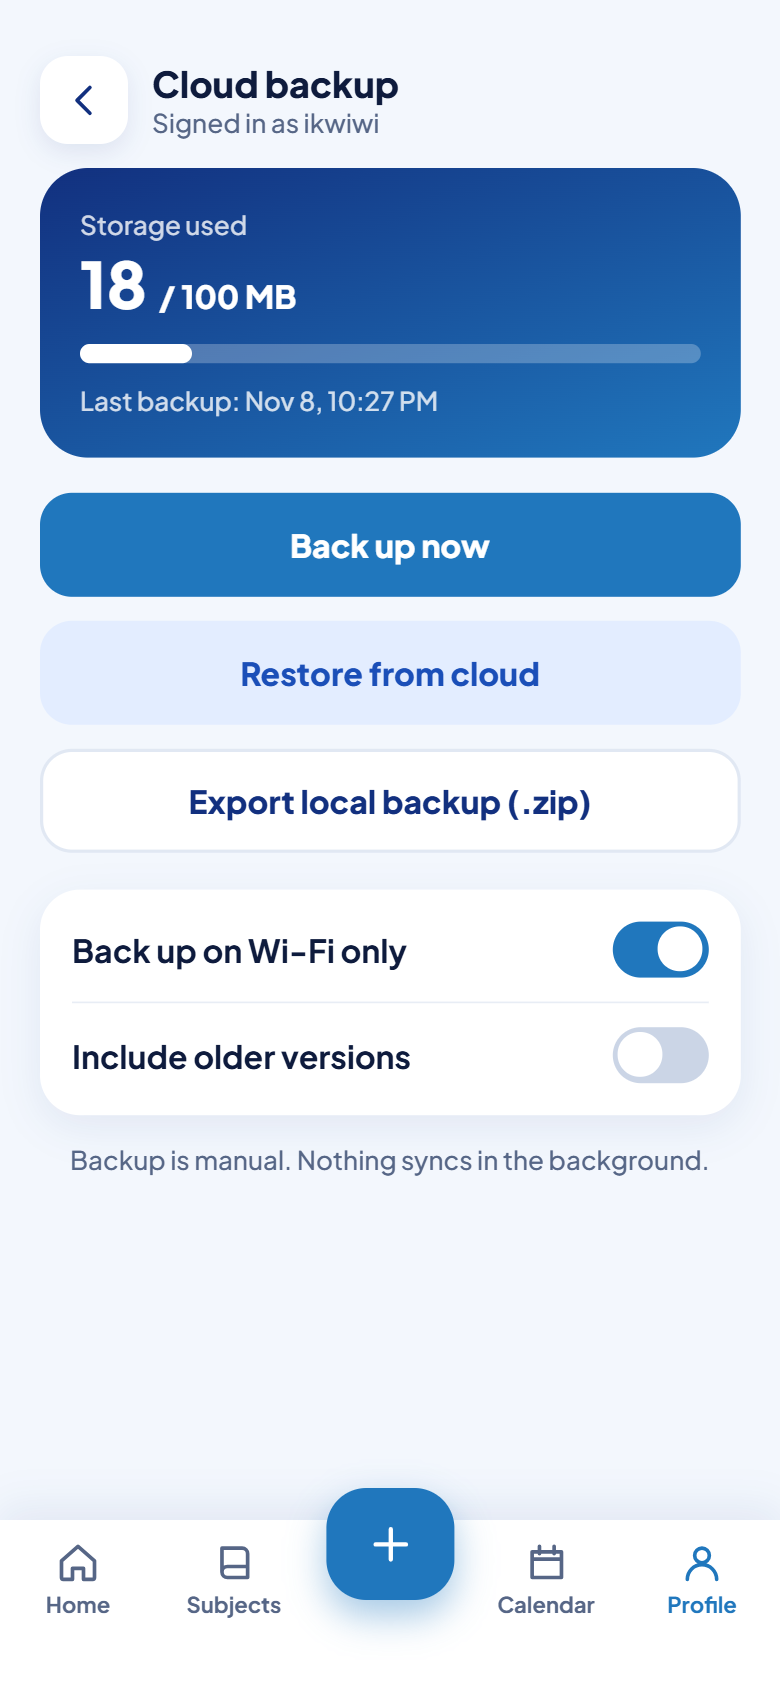 Cloud backup
Signed in as ikwiwi
Storage used
18 / 100 MB
Last backup: Nov 8, 10:27 PM
Back up now
Restore from cloud
Export local backup (.zip)
Back up on Wi-Fi only
Include older versions
Backup is manual. Nothing syncs in the background.
Home Subjects Calendar Profile